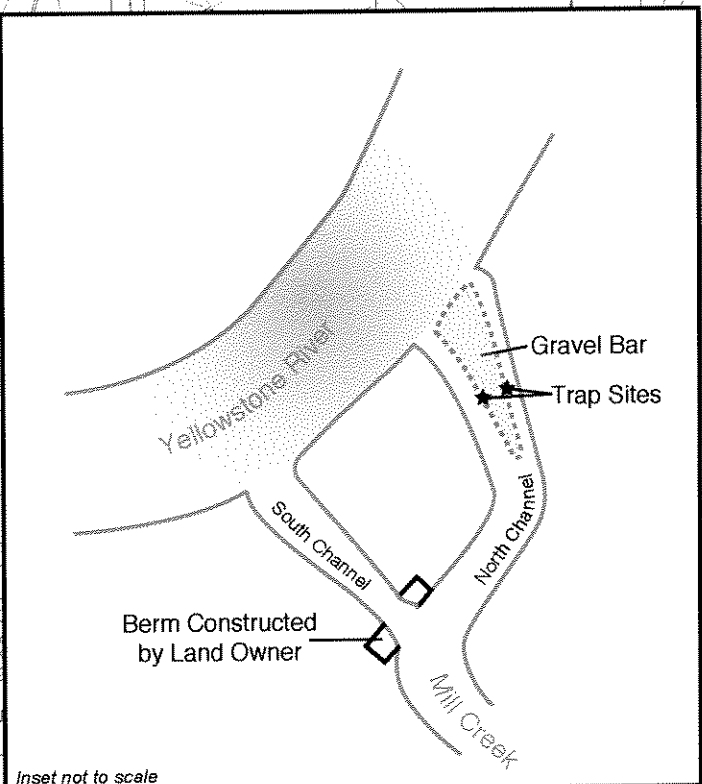 Yellowstone River
Gravel Bar
Trap Sites
South Channel
North Channel
Berm Constructed
by Land Owner
Mill Creek
Inset not to scale